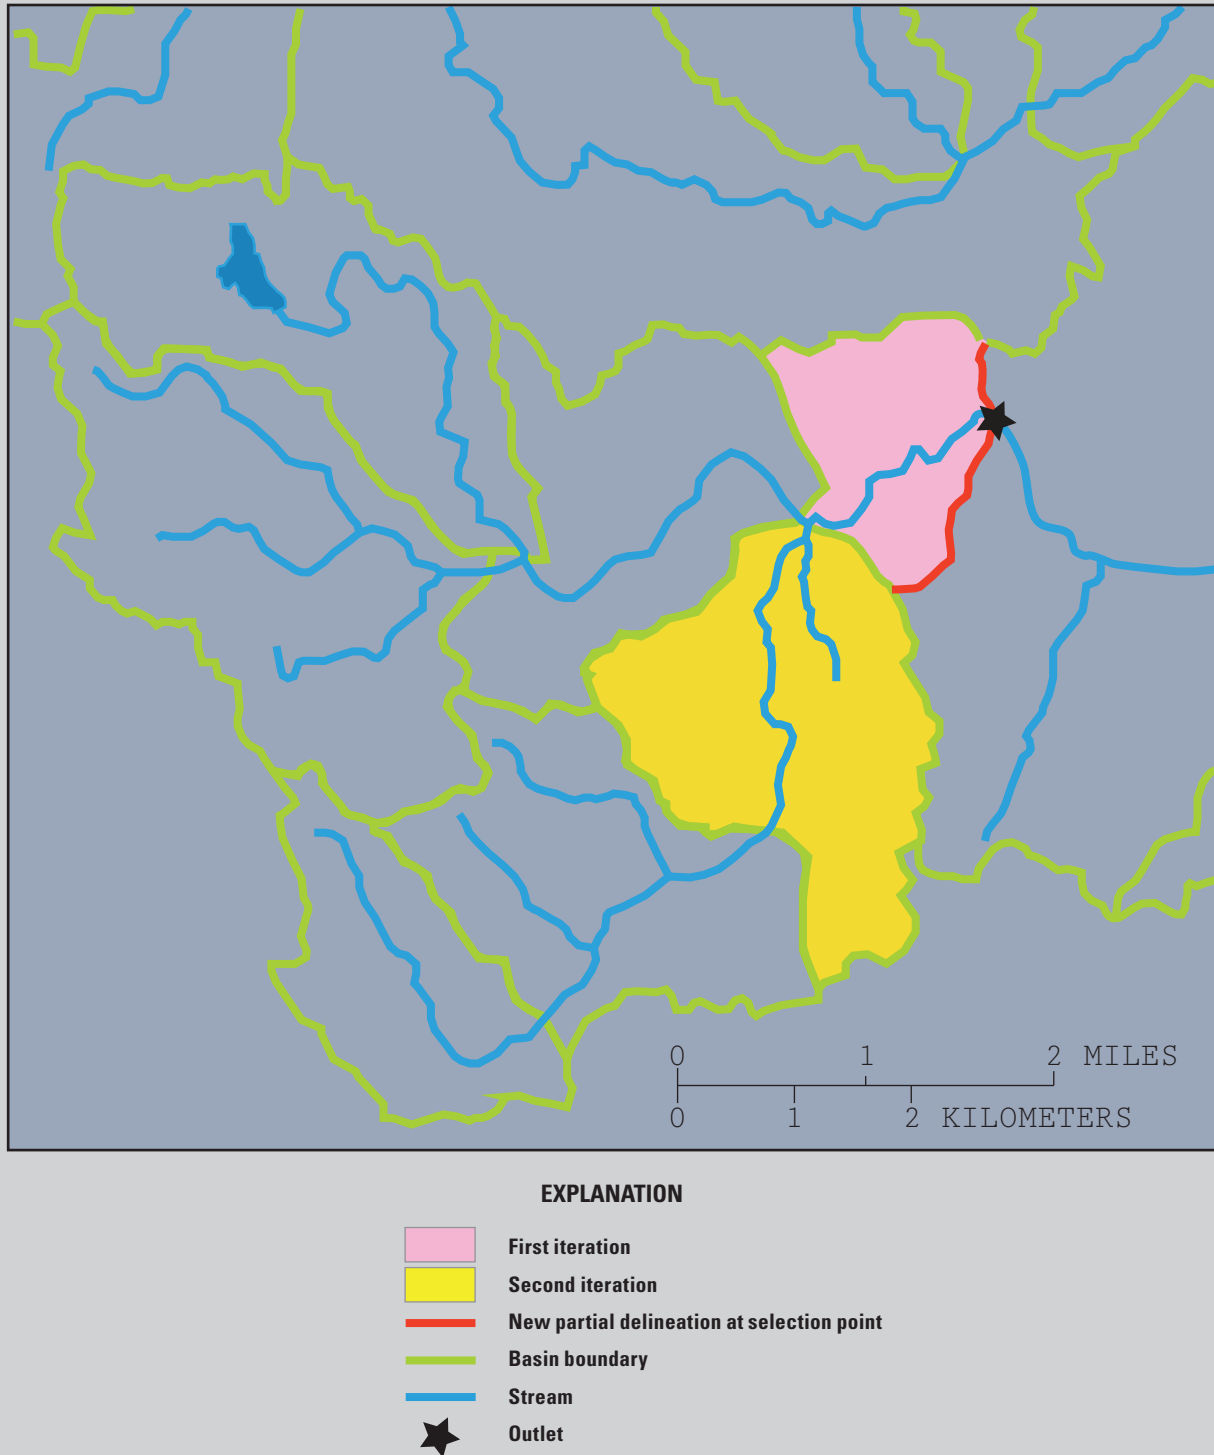 0 1 2 MILES
0 1 2 KILOMETERS
EXPLANATION
First iteration
Second iteration
New partial delineation at selection point
Basin boundary
Stream
Outlet